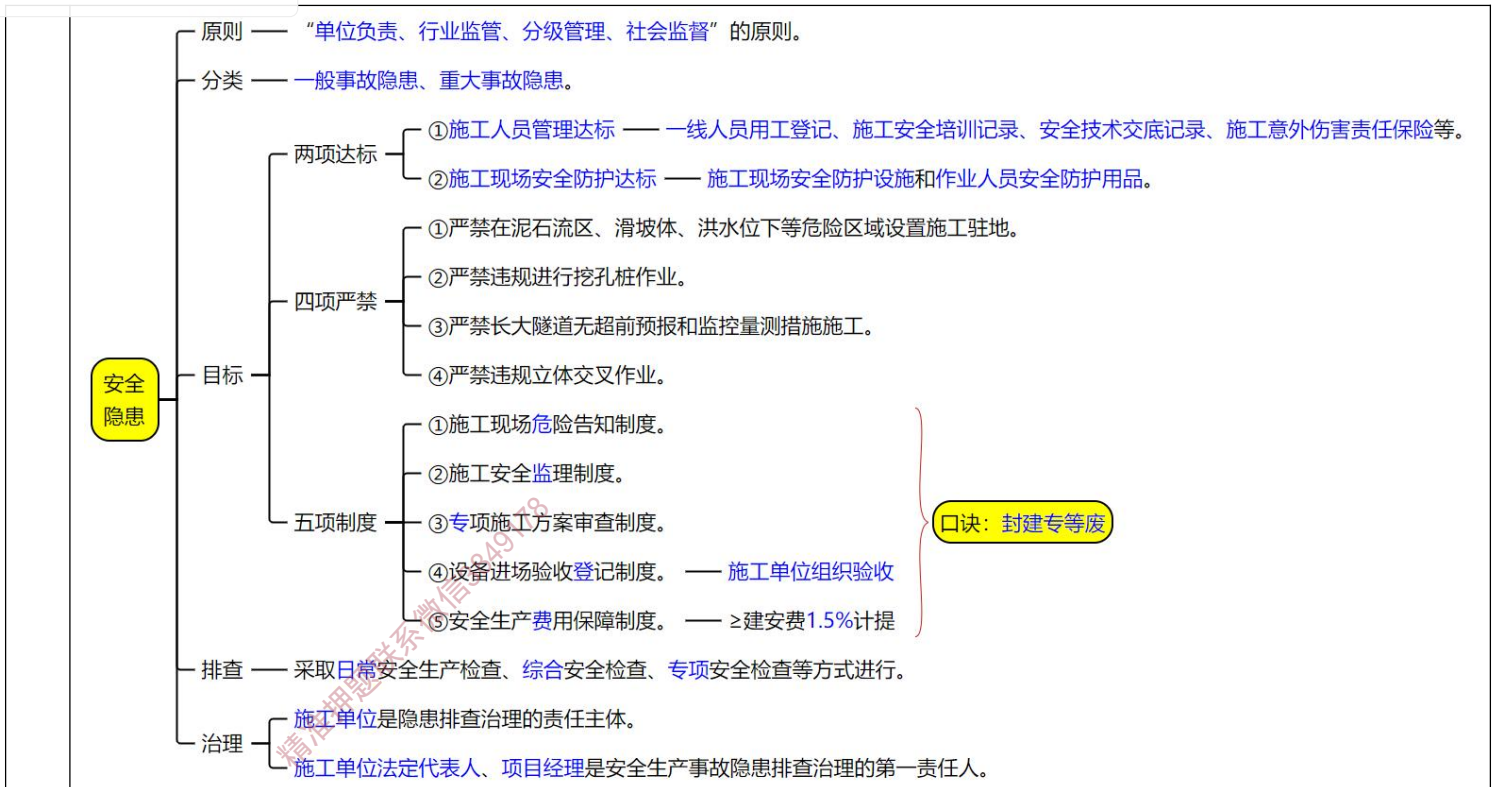 原则
“单位负责、行业监管、分级管理、社会监督”的原则。
分类
一般事故隐患、重大事故隐患。
两项达标
①施工人员管理达标
一线人员用工登记、施工安全培训记录、安全技术交底记录、施工意外伤害责任保险等。
②施工现场安全防护达标
施工现场安全防护设施和作业人员安全防护用品。
①严禁在泥石流区、滑坡体、洪水位下等危险区域设置施工驻地。
②严禁违规进行挖孔桩作业。
四项严禁
③严禁长大隧道无超前预报和监控量测措施施工。
④严禁违规立体交叉作业。
目标
安全
隐患
①施工现场危险告知制度。
②施工安全监理制度。
五项制度
③专项施工方案审查制度。
口诀：封建专等废
④设备进场验收登记制度。
施工单位组织验收
⑤安全生产费用保障制度。
≥建安费1.5%计提
排查
采取日常安全生产检查、综合安全检查、专项安全检查等方式进行。
治理
施工单位是隐患排查治理的责任主体。
施工单位法定代表人、项目经理是安全生产事故隐患排查治理的第一责任人。
精准押题联系微信3849178